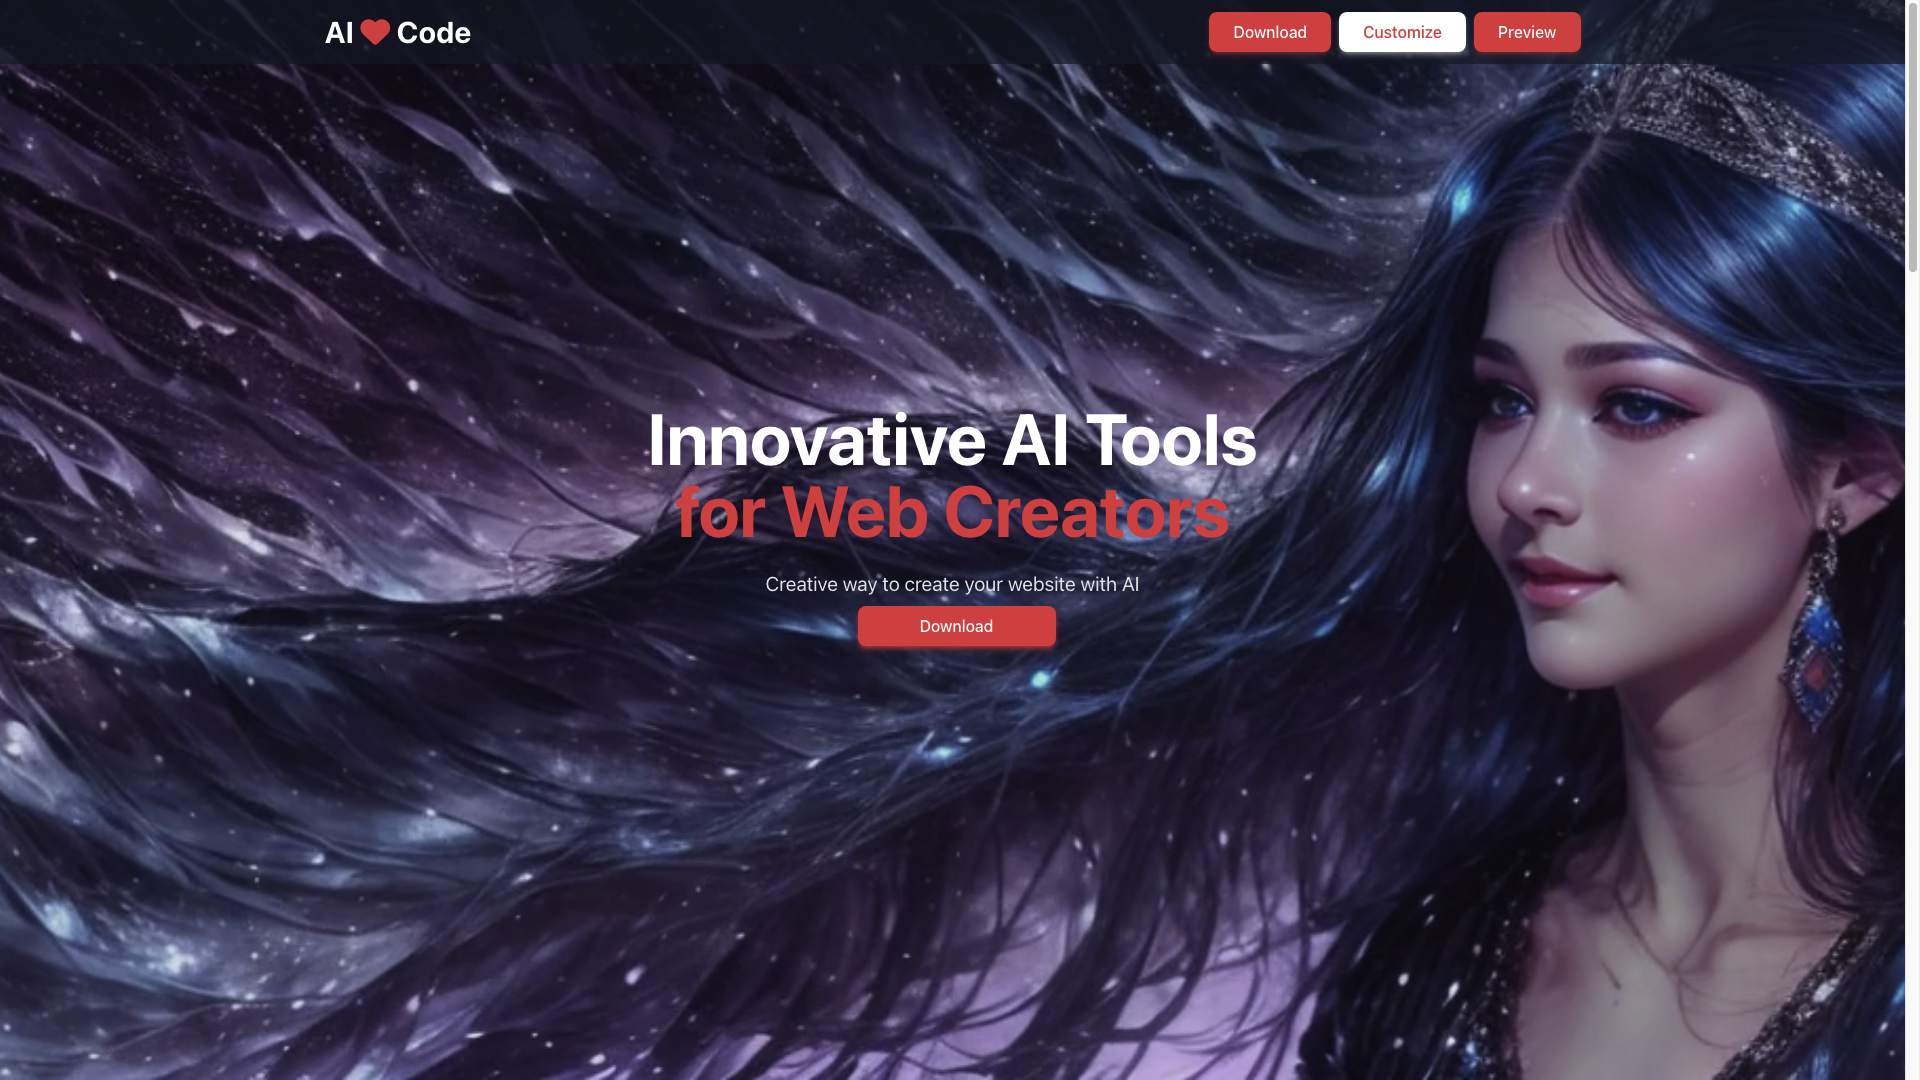 AI Code
Download
Customize
Preview
Innovative AI Tools
for Web Creators
Creative way to create your website with AI
Download